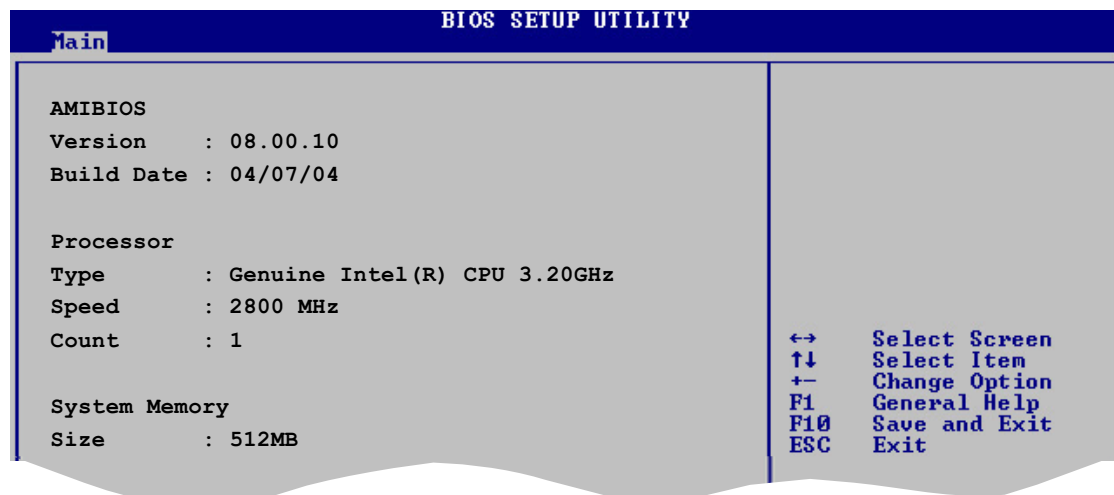 BIOS SETUP UTILITY
Main
AMIBIOS
Version : 08.00.10
Build Date : 04/07/04
Processor
Type : Genuine Intel(R) CPU 3.20GHz
Speed : 2800 MHz
Count : 1
System Memory
Size : 512MB
←→ Select Screen
↑↓ Select Item
+- Change Option
F1 General Help
F10 Save and Exit
ESC Exit